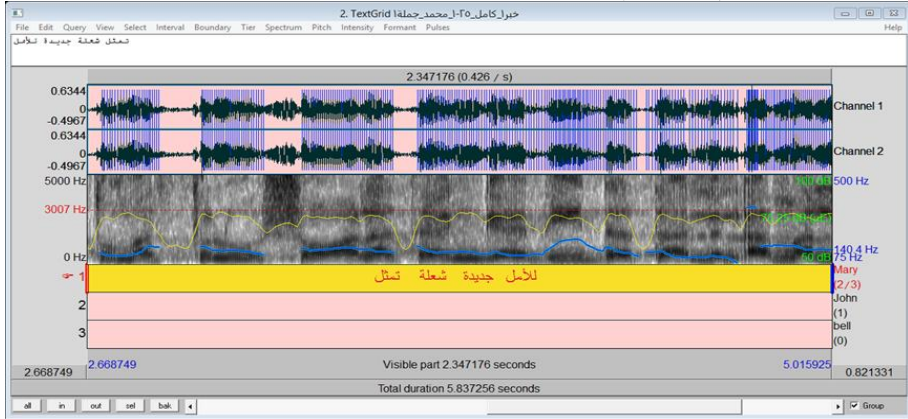 2. TextGrid خبرا_كامل_٢٥-١_محمد_جملة١
File Edit Query View Select Interval Boundary Tier Spectrum Pitch Intensity Formant Pulses Help
تمثل شعلة جديدة للأمل
2.347176 (0.426 / s)
0.6344
0
-0.4967
Channel 1
0.6344
0
-0.4967
Channel 2
5000 Hz
100 dB 500 Hz
3007 Hz
140.4 Hz
0 Hz
50 dB 75 Hz
1
للأمل جديدة شعلة تمثل
Mary
(2/3)
2
John
(1)
3
bell
(0)
2.668749
2.668749
Visible part 2.347176 seconds
5.015925
0.821331
Total duration 5.837256 seconds
all in out sel bak Group